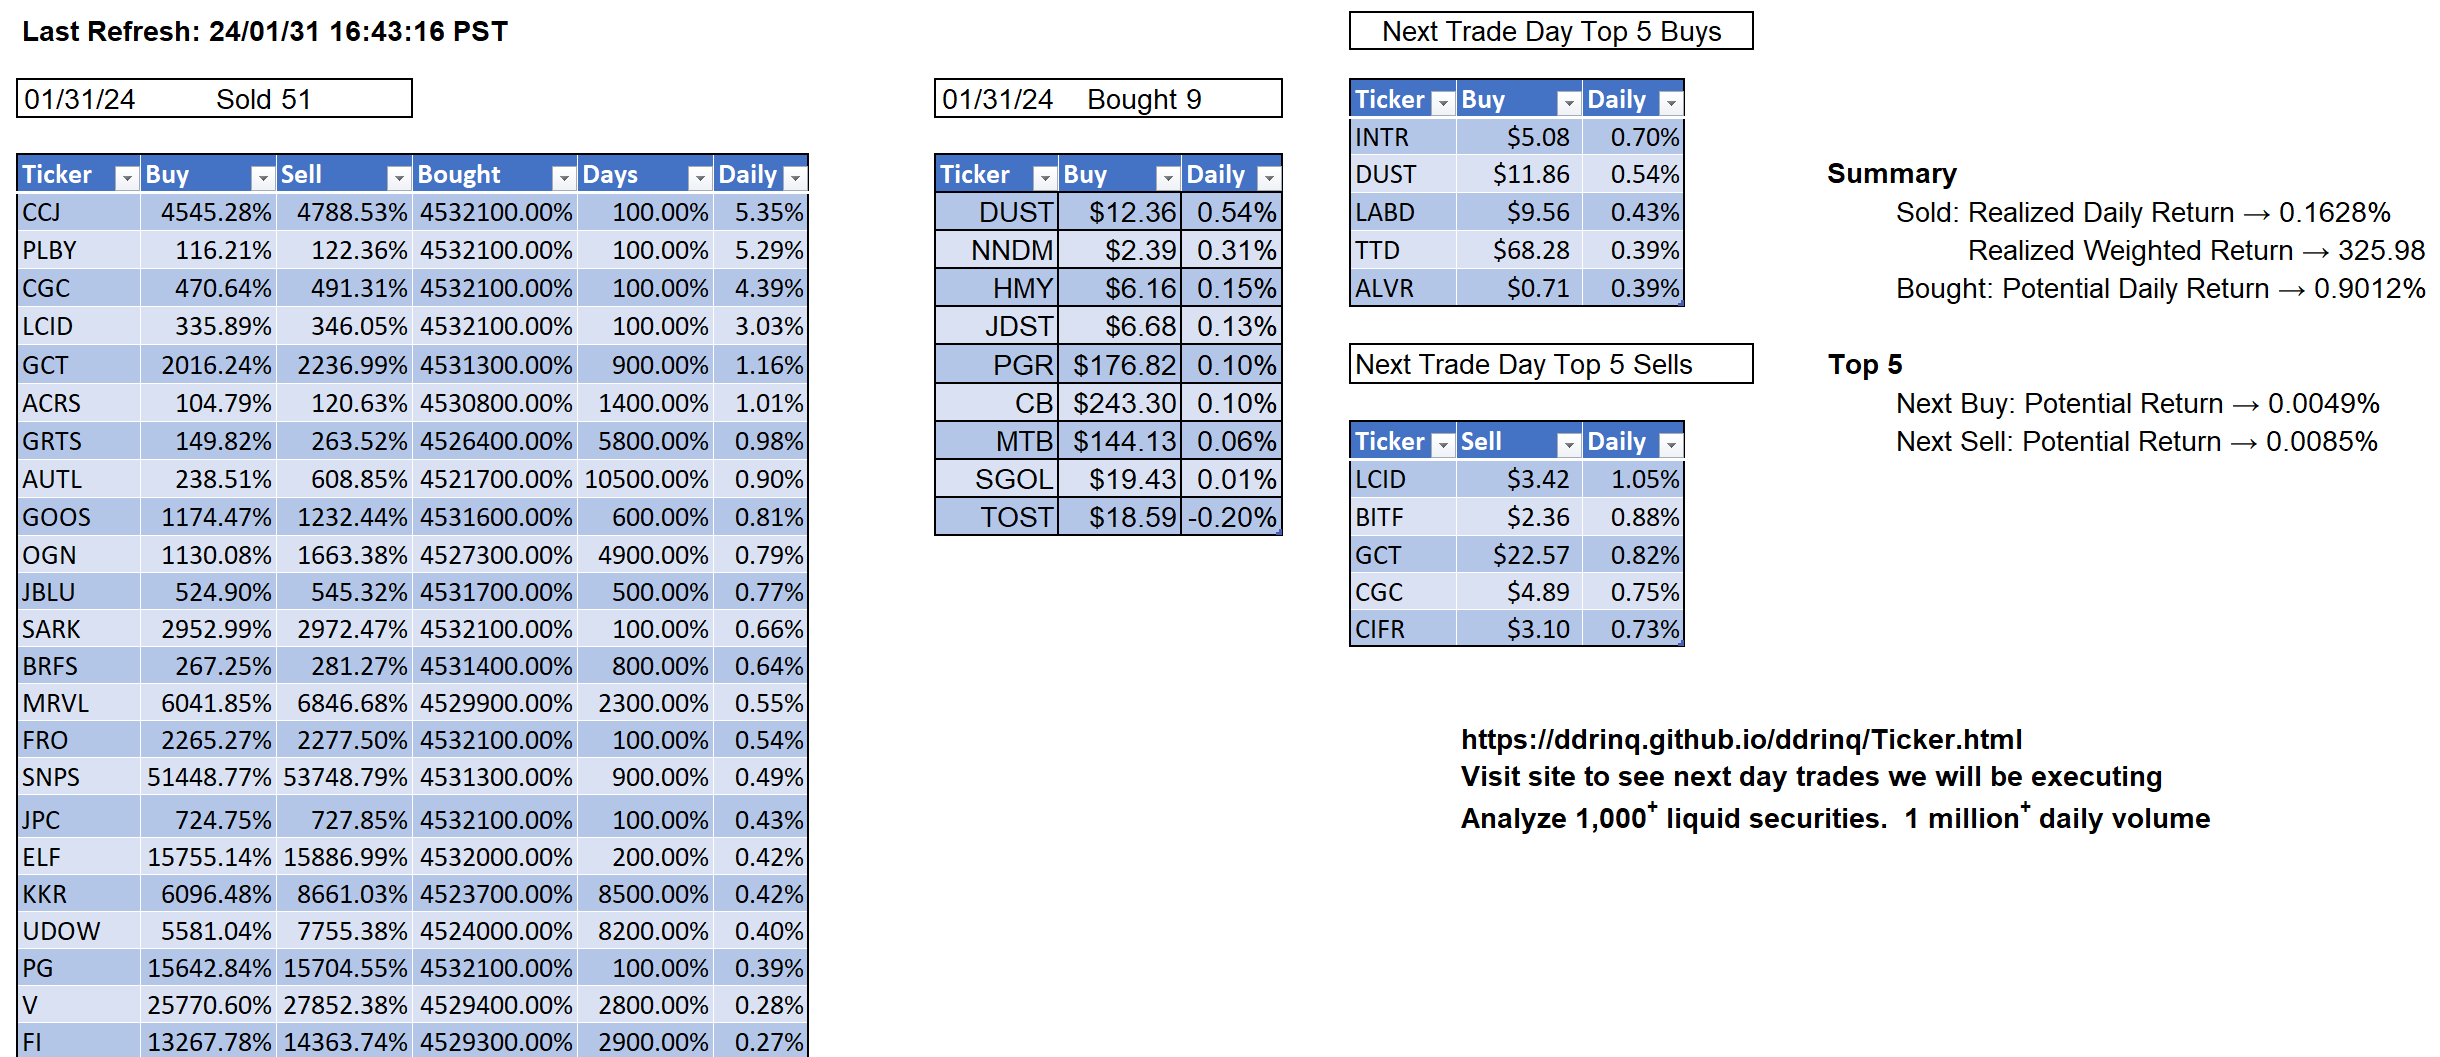 Last Refresh: 24/01/31 16:43:16 PST
01/31/24 Sold 51
Ticker Buy Sell Bought Days Daily
CCJ 4545.28% 4788.53% 4532100.00% 100.00% 5.35%
PLBY 116.21% 122.36% 4532100.00% 100.00% 5.29%
CGC 470.64% 491.31% 4532100.00% 100.00% 4.39%
LCID 335.89% 346.05% 4532100.00% 100.00% 3.03%
GCT 2016.24% 2236.99% 4531300.00% 900.00% 1.16%
ACRS 104.79% 120.63% 4530800.00% 1400.00% 1.01%
GRTS 149.82% 263.52% 4526400.00% 5800.00% 0.98%
AUTL 238.51% 608.85% 4521700.00% 10500.00% 0.90%
GOOS 1174.47% 1232.44% 4531600.00% 600.00% 0.81%
OGN 1130.08% 1663.38% 4527300.00% 4900.00% 0.79%
JBLU 524.90% 545.32% 4531700.00% 500.00% 0.77%
SARK 2952.99% 2972.47% 4532100.00% 100.00% 0.66%
BRFS 267.25% 281.27% 4531400.00% 800.00% 0.64%
MRVL 6041.85% 6846.68% 4529900.00% 2300.00% 0.55%
FRO 2265.27% 2277.50% 4532100.00% 100.00% 0.54%
SNPS 51448.77% 53748.79% 4531300.00% 900.00% 0.49%
JPC 724.75% 727.85% 4532100.00% 100.00% 0.43%
ELF 15755.14% 15886.99% 4532000.00% 200.00% 0.42%
KKR 6096.48% 8661.03% 4523700.00% 8500.00% 0.42%
UDOW 5581.04% 7755.38% 4524000.00% 8200.00% 0.40%
PG 15642.84% 15704.55% 4532100.00% 100.00% 0.39%
V 25770.60% 27852.38% 4529400.00% 2800.00% 0.28%
FI 13267.78% 14363.74% 4529300.00% 2900.00% 0.27%
01/31/24 Bought 9
Ticker Buy Daily
DUST $12.36 0.54%
NNDM $2.39 0.31%
HMY $6.16 0.15%
JDST $6.68 0.13%
PGR $176.82 0.10%
CB $243.30 0.10%
MTB $144.13 0.06%
SGOL $19.43 0.01%
TOST $18.59 -0.20%
Next Trade Day Top 5 Buys
Ticker Buy Daily
INTR $5.08 0.70%
DUST $11.86 0.54%
LABD $9.56 0.43%
TTD $68.28 0.39%
ALVR $0.71 0.39%
Next Trade Day Top 5 Sells
Ticker Sell Daily
LCID $3.42 1.05%
BITF $2.36 0.88%
GCT $22.57 0.82%
CGC $4.89 0.75%
CIFR $3.10 0.73%
Summary
Sold: Realized Daily Return → 0.1628%
Realized Weighted Return → 325.98
Bought: Potential Daily Return → 0.9012%
Top 5
Next Buy: Potential Return → 0.0049%
Next Sell: Potential Return → 0.0085%
https://ddrinq.github.io/ddrinq/Ticker.html
Visit site to see next day trades we will be executing
Analyze 1,000+ liquid securities. 1 million+ daily volume